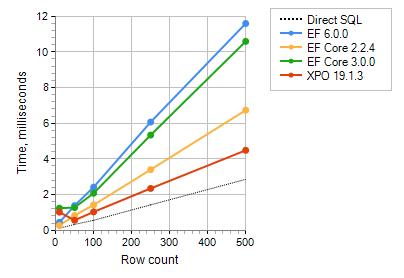 Time, milliseconds
12
10
8
6
4
2
0
0
100
200
300
400
500
Row count
Direct SQL
EF 6.0.0
EF Core 2.2.4
EF Core 3.0.0
XPO 19.1.3